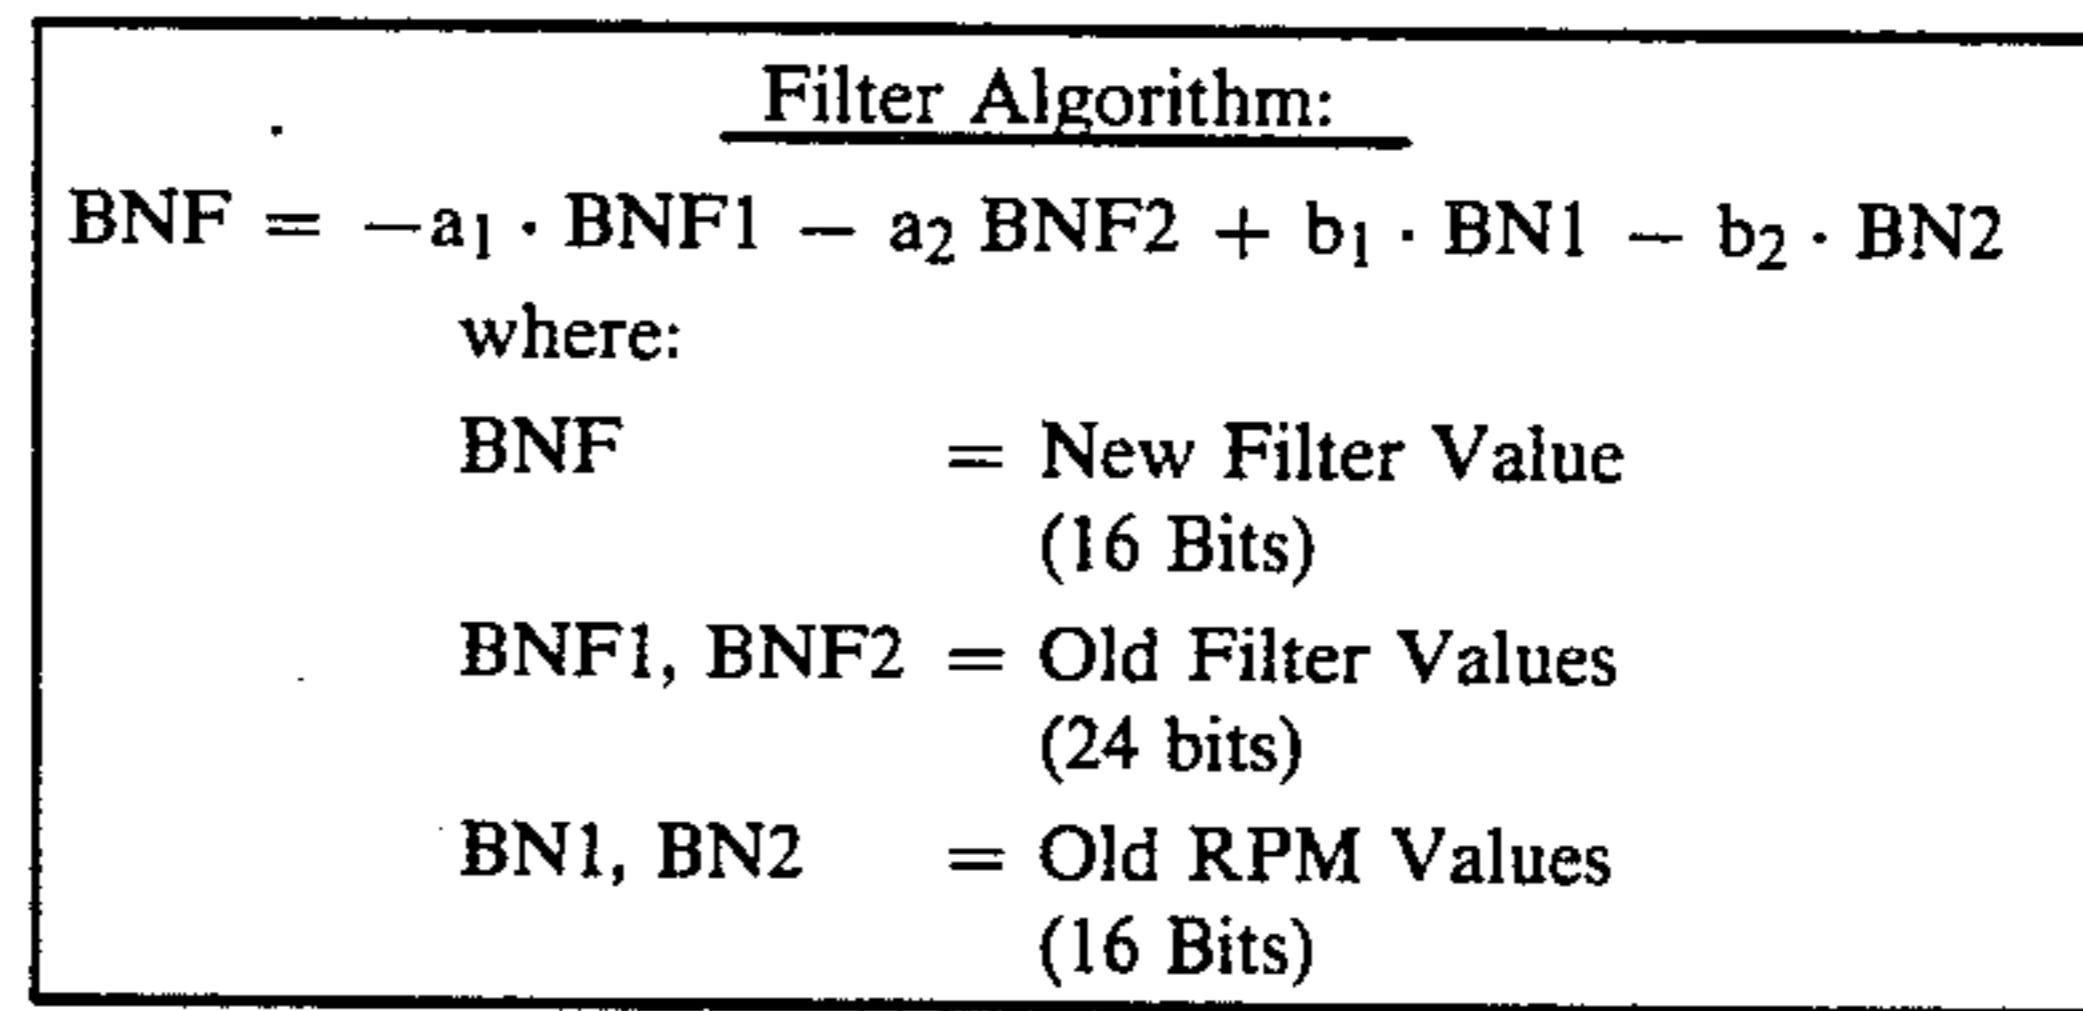 Filter Algorithm:
BNF = −a₁ · BNF1 − a₂ BNF2 + b₁ · BN1 − b₂ · BN2
where:
BNF = New Filter Value
(16 Bits)
BNF1, BNF2 = Old Filter Values
(24 bits)
BN1, BN2 = Old RPM Values
(16 Bits)